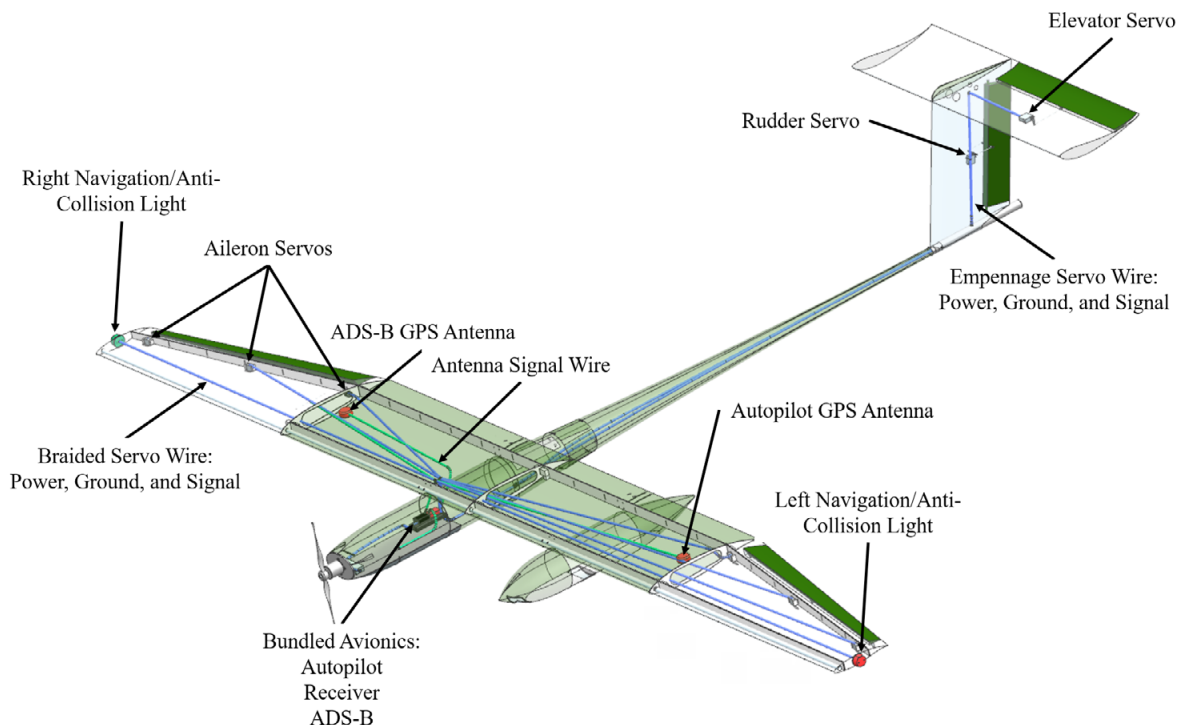 Elevator Servo
Rudder Servo
Right Navigation/Anti-
Collision Light
Aileron Servos
ADS-B GPS Antenna
Antenna Signal Wire
Empennage Servo Wire:
Power, Ground, and Signal
Autopilot GPS Antenna
Braided Servo Wire:
Power, Ground, and Signal
Left Navigation/Anti-
Collision Light
Bundled Avionics:
Autopilot
Receiver
ADS-B